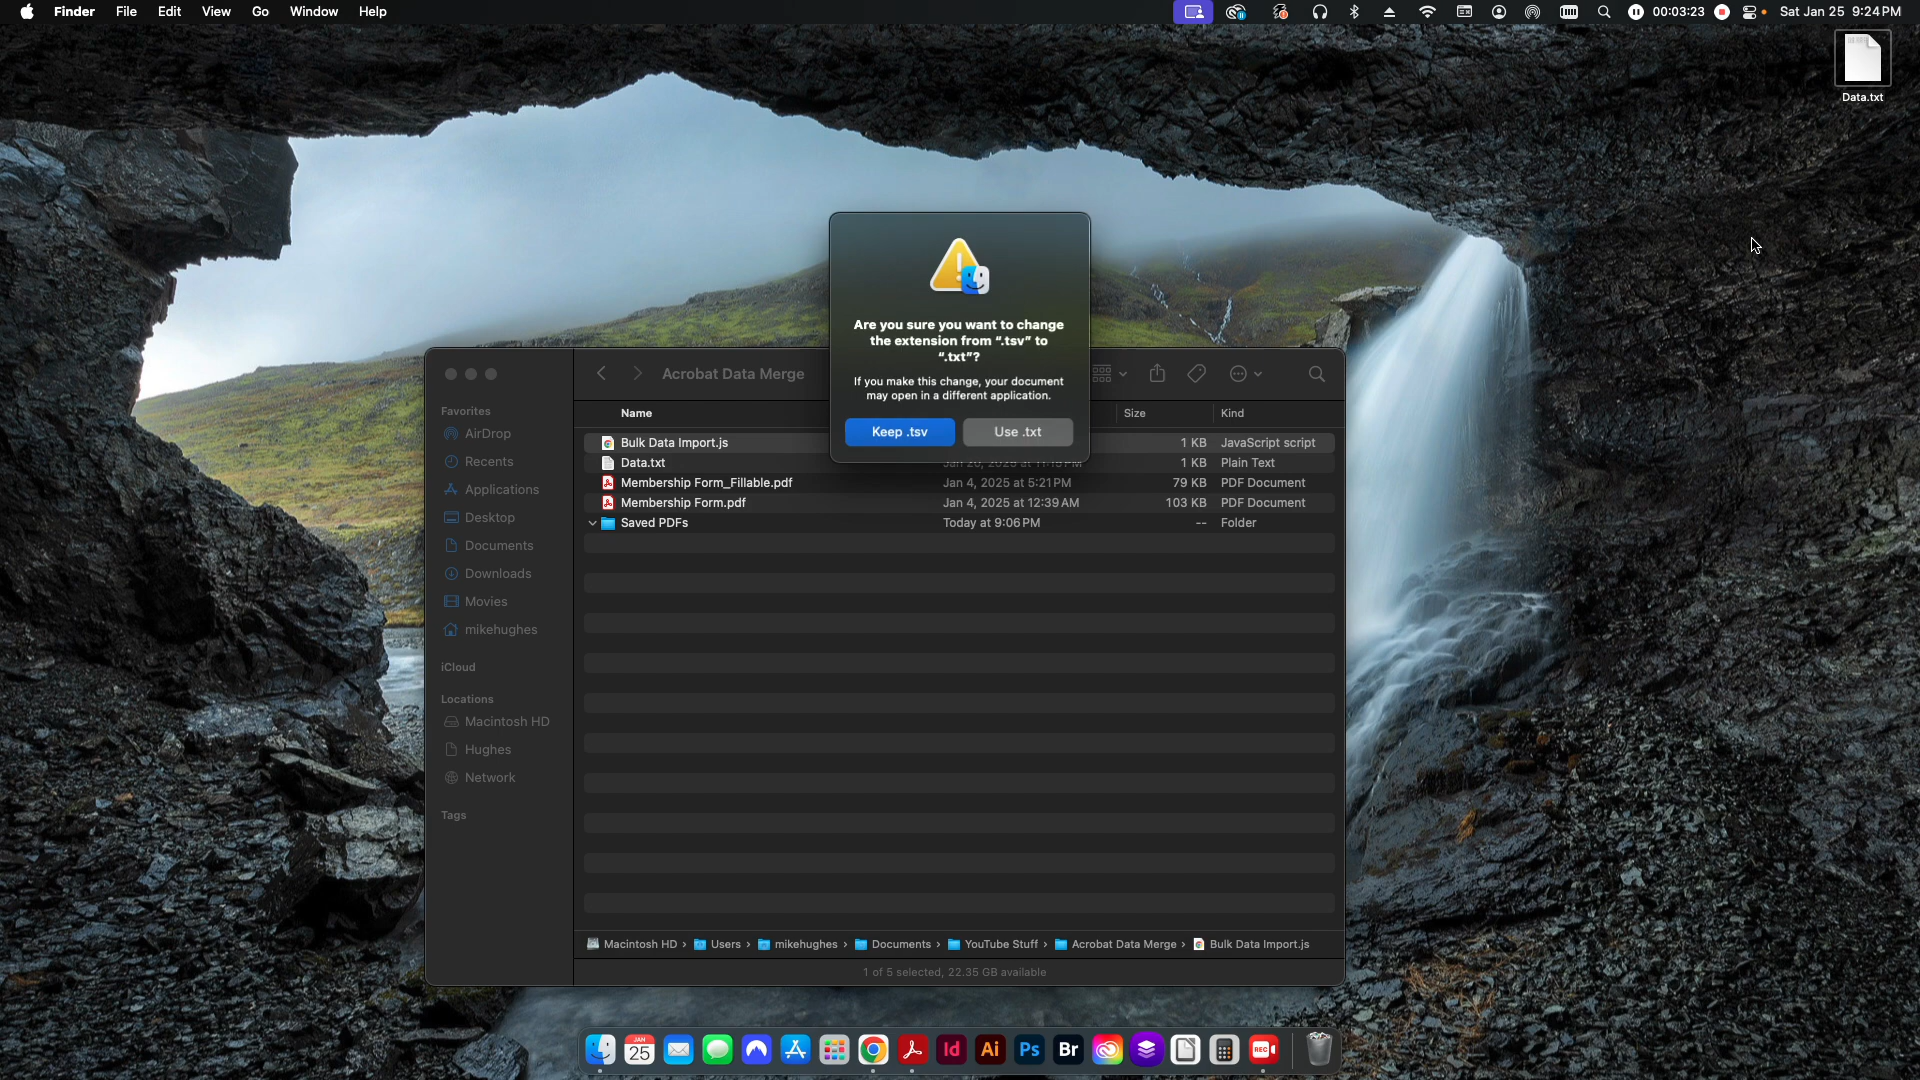 Finder File Edit View Go Window Help
00:03:23 Sat Jan 25 9:24 PM
Data.txt
Are you sure you want to change
the extension from “.tsv” to
“.txt”?
If you make this change, your document
may open in a different application.
Keep .tsv Use .txt
Acrobat Data Merge
Favorites
AirDrop
Recents
Applications
Desktop
Documents
Downloads
Movies
mikehughes
iCloud
Locations
Macintosh HD
Hughes
Network
Tags
Name Size Kind
Bulk Data Import.js 1 KB JavaScript script
Data.txt 1 KB Plain Text
Membership Form_Fillable.pdf Jan 4, 2025 at 5:21 PM 79 KB PDF Document
Membership Form.pdf Jan 4, 2025 at 12:39 AM 103 KB PDF Document
Saved PDFs Today at 9:06 PM -- Folder
Macintosh HD › Users › mikehughes › Documents › YouTube Stuff › Acrobat Data Merge › Bulk Data Import.js
1 of 5 selected, 22.35 GB available
JAN
25 Id Ai Ps Br REC